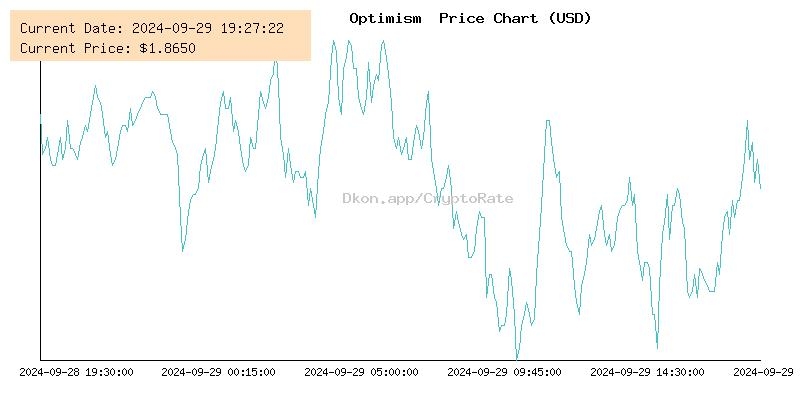 Optimism  Price Chart (USD)
Current Date: 2024-09-29 19:27:22
Current Price: $1.8650
Dkon.app/CryptoRate
2024-09-28 19:30:00 2024-09-29 00:15:00 2024-09-29 05:00:00 2024-09-29 09:45:00 2024-09-29 14:30:00 2024-09-29